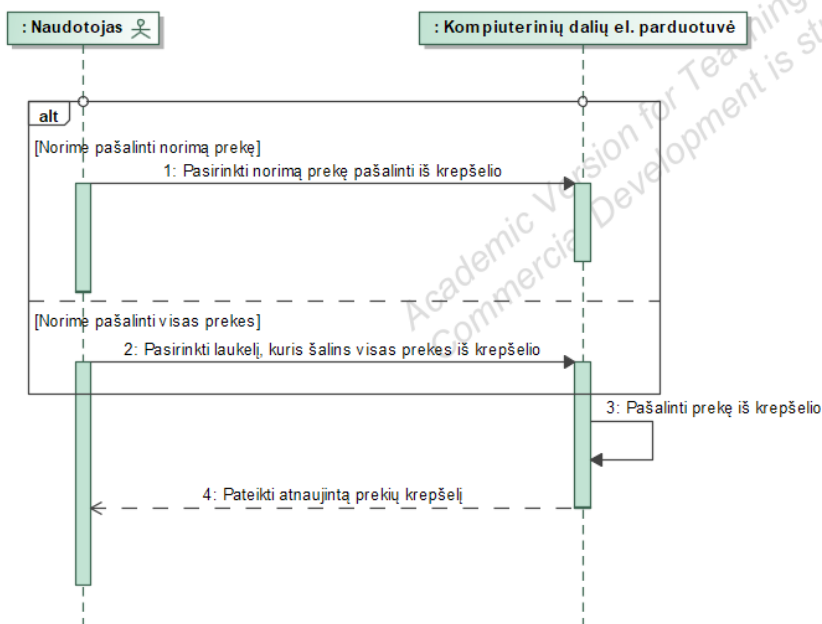 : Naudotojas
: Kompiuterinių dalių el. parduotuvė
alt
[Norime pašalinti norimą prekę]
1: Pasirinkti norimą prekę pašalinti iš krepšelio
[Norime pašalinti visas prekes]
2: Pasirinkti laukelį, kuris šalins visas prekes iš krepšelio
3: Pašalinti prekę iš krepšelio
4: Pateikti atnaujintą prekių krepšelį
Academic Version for Teaching
Commercial Development is